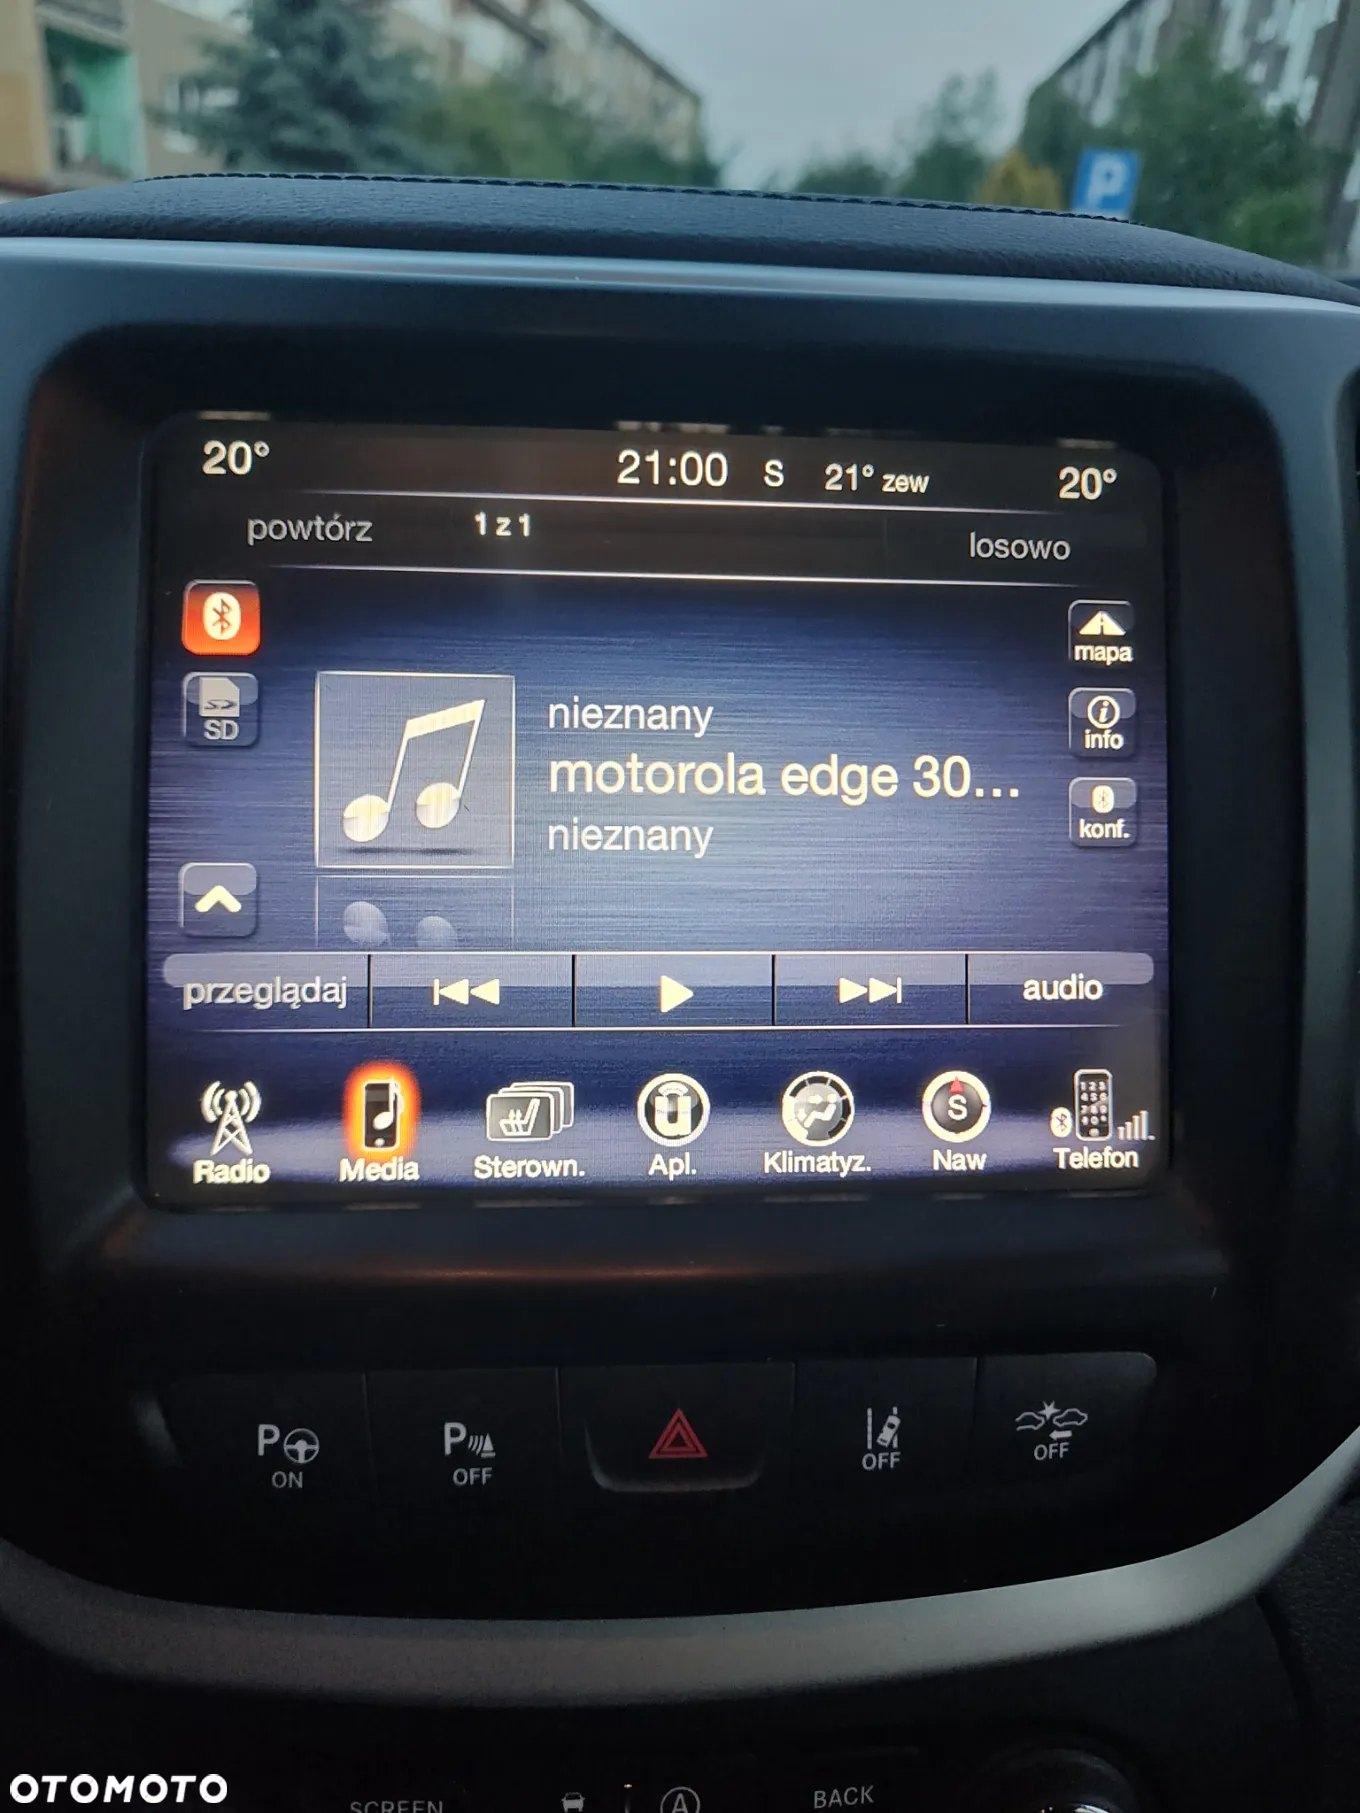 P
20° 21:00 S 21° zew 20°
powtórz 1 z 1 losowo
mapa
SD
nieznany
info
motorola edge 30...
nieznany
konf.
przeglądaj audio
Radio Media Sterown. Apl. Klimatyz. S Naw Telefon
P P
ON OFF OFF OFF
OTOMOTO
SCREEN A BACK